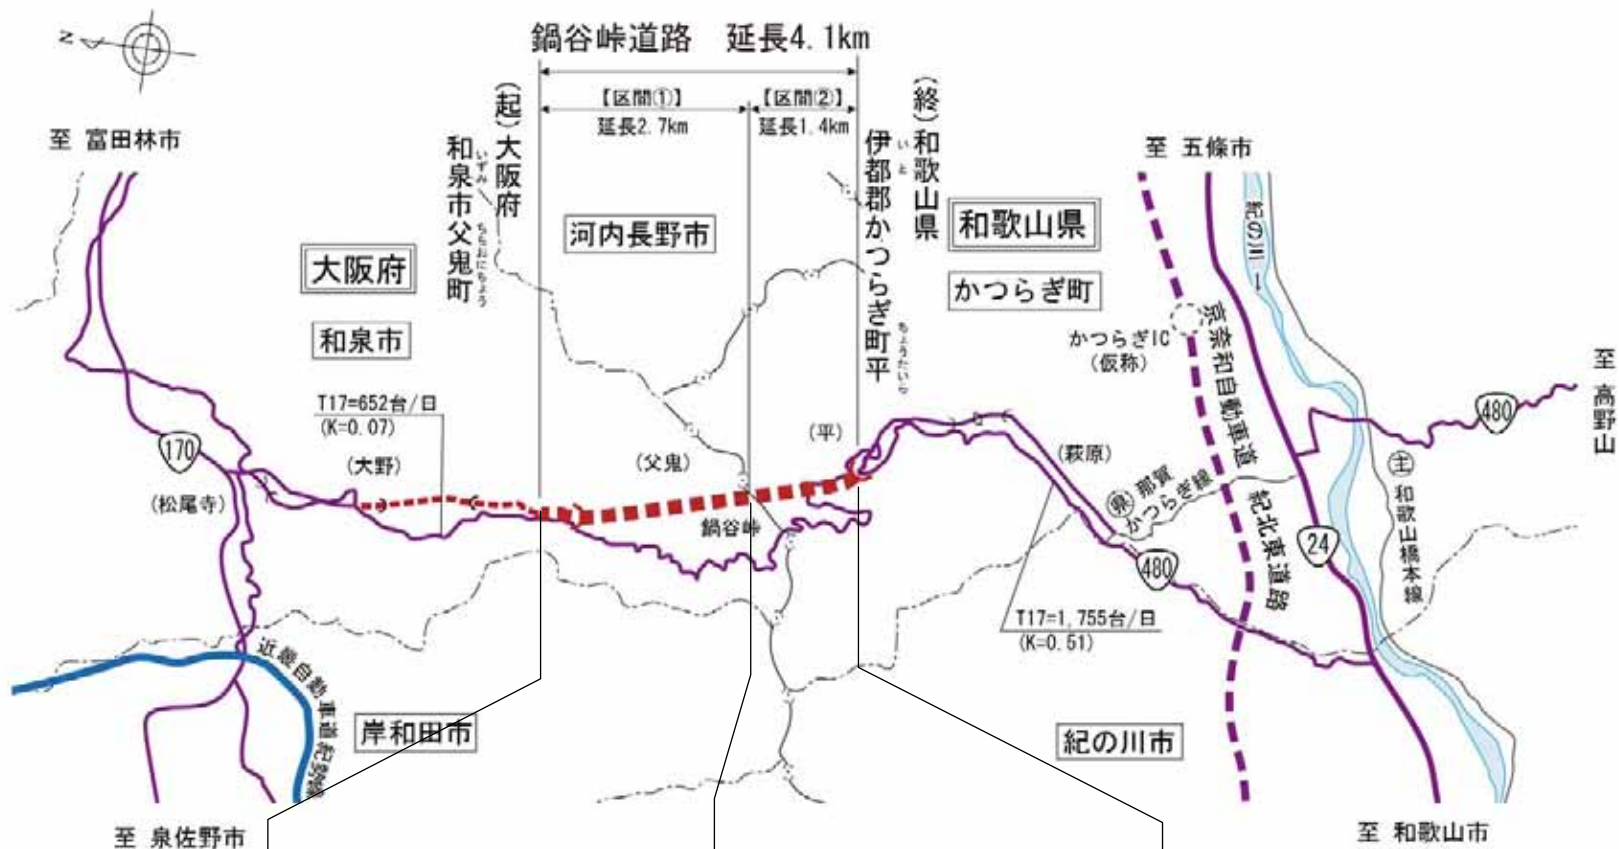 N
鍋谷峠道路 延長4.1km
【区間①】
延長2.7km
【区間②】
延長1.4km
(起)大阪府
和泉市父鬼町
いずみ
ちちおにちょう
(終)和歌山県
伊都郡かつらぎ町平
いと
ちょうたいら
至 富田林市
至 五條市
紀の川
河内長野市
大阪府
和泉市
和歌山県
かつらぎ町
かつらぎIC
(仮称)
京奈和自動車道
紀北東道路
至 高野山
480
T17=652台/日
(K=0.07)
170
(大野)
(松尾寺)
(父鬼)
(平)
鍋谷峠
(萩原)
県 那賀
かつらぎ線
480
24
主 和歌山橋本線
T17=1,755台/日
(K=0.51)
近畿自動車道紀勢線
岸和田市
紀の川市
至 泉佐野市
至 和歌山市